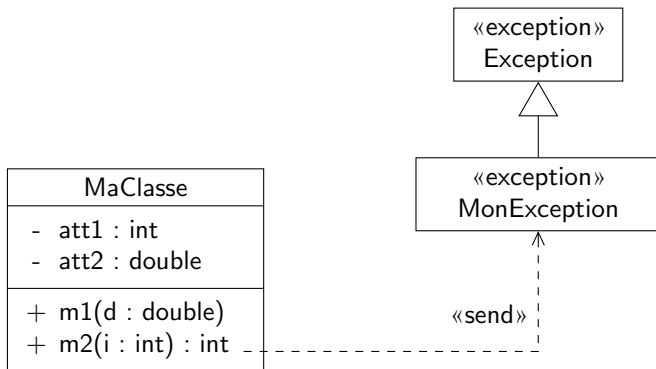 «exception»
Exception
«exception»
MonException
MaClasse
- att1 : int
- att2 : double
+ m1(d : double)
+ m2(i : int) : int
«send»